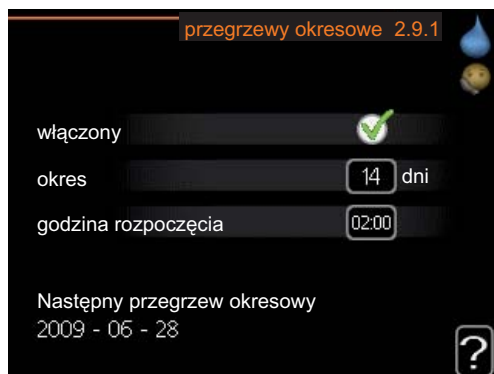 przegrzewy okresowe 2.9.1
włączony
okres 14 dni
godzina rozpoczęcia 02:00
Następny przegrzew okresowy
2009 - 06 - 28
?